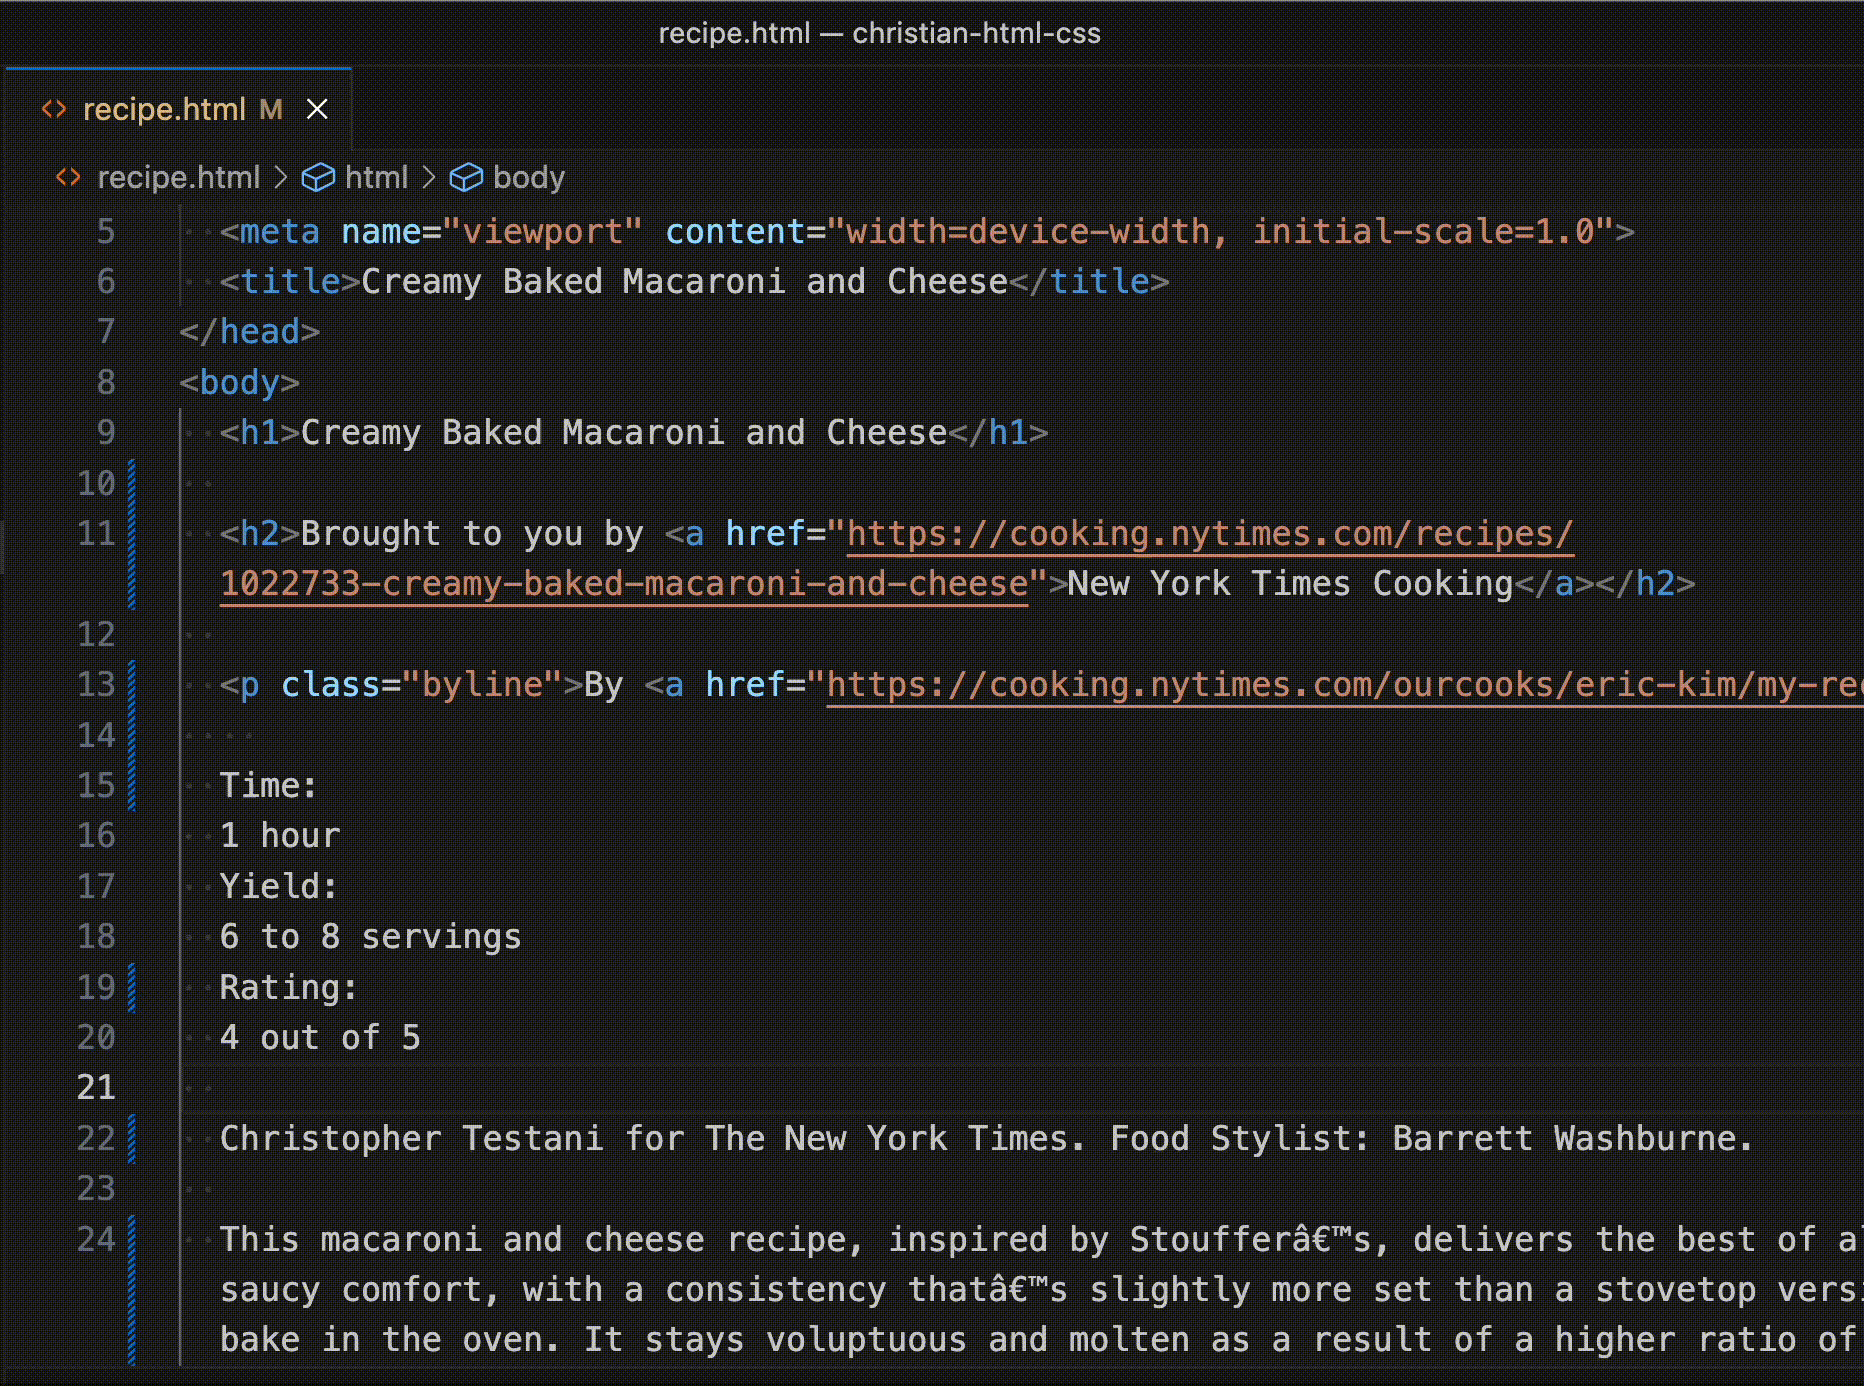 recipe.html — christian-html-css
<> recipe.html M ×
<> recipe.html > html > body
5 <meta name="viewport" content="width=device-width, initial-scale=1.0">
6 <title>Creamy Baked Macaroni and Cheese</title>
7 </head>
8 <body>
9 <h1>Creamy Baked Macaroni and Cheese</h1>
10
11 <h2>Brought to you by <a href="https://cooking.nytimes.com/recipes/
1022733-creamy-baked-macaroni-and-cheese">New York Times Cooking</a></h2>
12
13 <p class="byline">By <a href="https://cooking.nytimes.com/ourcooks/eric-kim/my-rec
14
15 Time:
16 1 hour
17 Yield:
18 6 to 8 servings
19 Rating:
20 4 out of 5
21
22 Christopher Testani for The New York Times. Food Stylist: Barrett Washburne.
23
24 This macaroni and cheese recipe, inspired by Stoufferâ€™s, delivers the best of al
saucy comfort, with a consistency thatâ€™s slightly more set than a stovetop versi
bake in the oven. It stays voluptuous and molten as a result of a higher ratio of